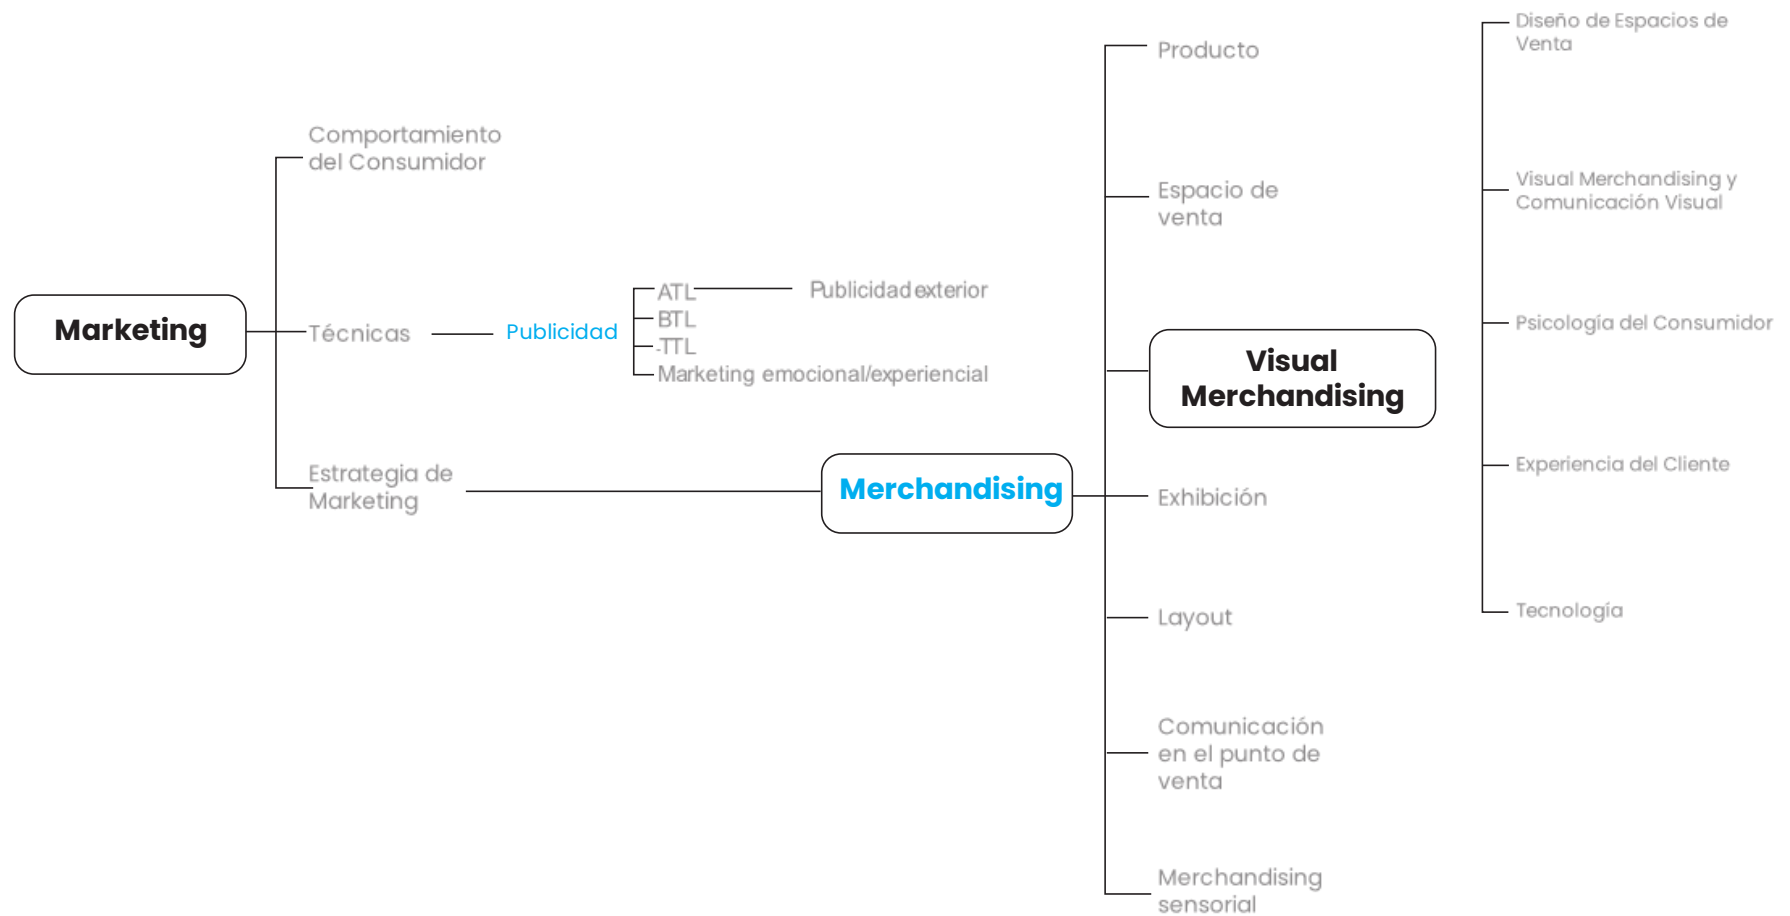 Marketing
Comportamiento
del Consumidor
Técnicas
Estrategia de
Marketing
Publicidad
ATL
BTL
-TTL
Marketing emocional/experiencial
Publicidad exterior
Merchandising
Producto
Espacio de
venta
Visual
Merchandising
Exhibición
Layout
Comunicación
en el punto de
venta
Merchandising
sensorial
Diseño de Espacios de
Venta
Visual Merchandising y
Comunicación Visual
Psicología del Consumidor
Experiencia del Cliente
Tecnología